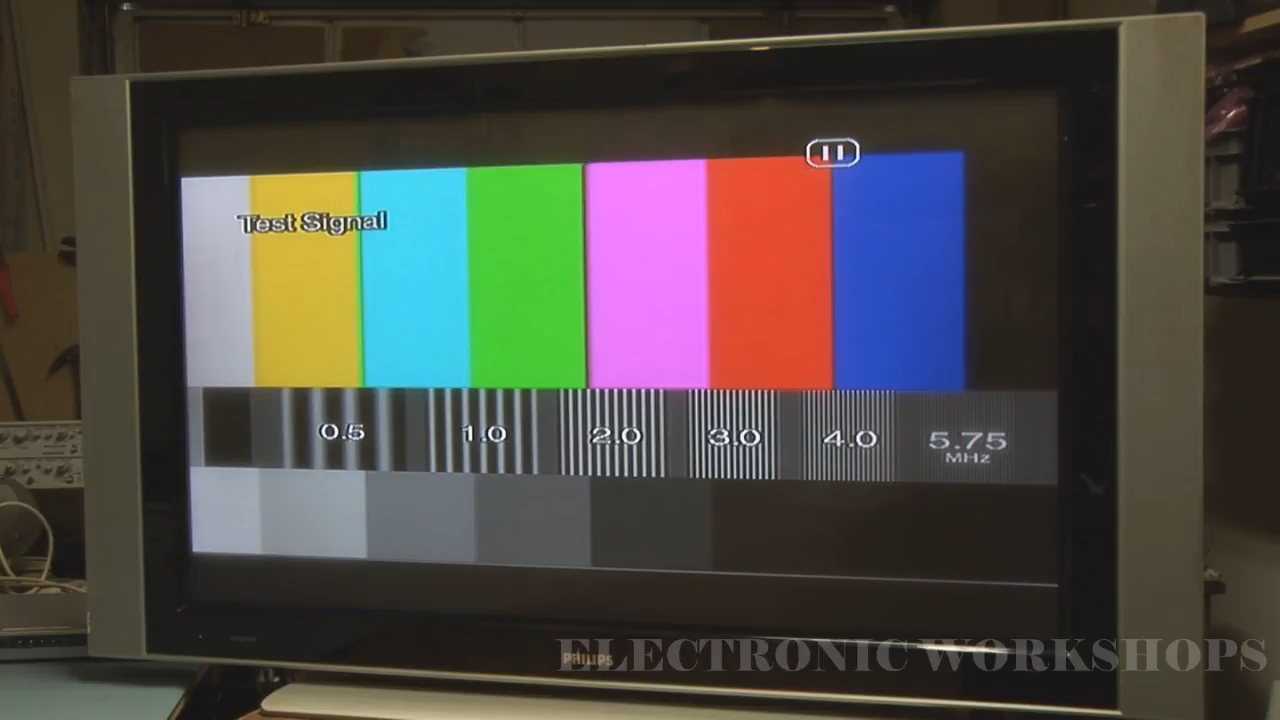 Test Signal
0.5 1.0 2.0 3.0 4.0 5.75
MHz
PHILIPS
ELECTRONIC WORKSHOPS